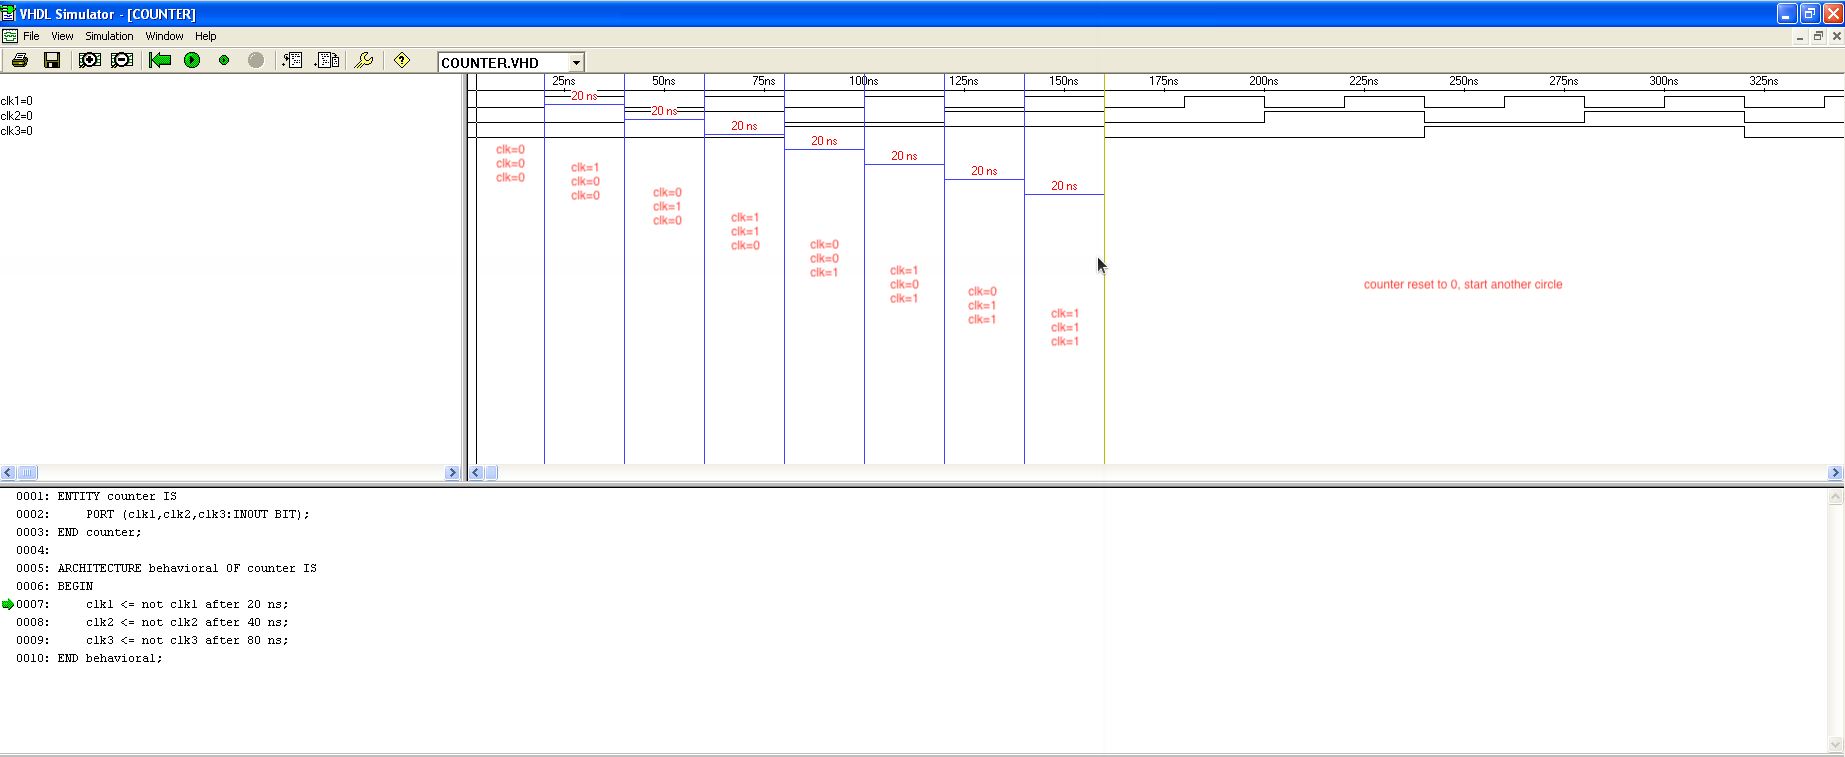 VHDL Simulator - [COUNTER]
File View Simulation Window Help
COUNTER.VHD
25ns 50ns 75ns 100ns 125ns 150ns 175ns 200ns 225ns 250ns 275ns 300ns 325ns
clk1=0
clk2=0
clk3=0
20 ns
20 ns
20 ns
20 ns
20 ns
20 ns
20 ns
clk=0
clk=0
clk=0
clk=1
clk=0
clk=0
clk=0
clk=1
clk=0
clk=1
clk=1
clk=0
clk=0
clk=0
clk=1
clk=1
clk=0
clk=1
clk=0
clk=1
clk=1
clk=1
clk=1
clk=1
counter reset to 0, start another circle
0001: ENTITY counter IS
0002:     PORT (clk1,clk2,clk3:INOUT BIT);
0003: END counter;
0004:
0005: ARCHITECTURE behavioral OF counter IS
0006: BEGIN
0007:     clk1 <= not clk1 after 20 ns;
0008:     clk2 <= not clk2 after 40 ns;
0009:     clk3 <= not clk3 after 80 ns;
0010: END behavioral;